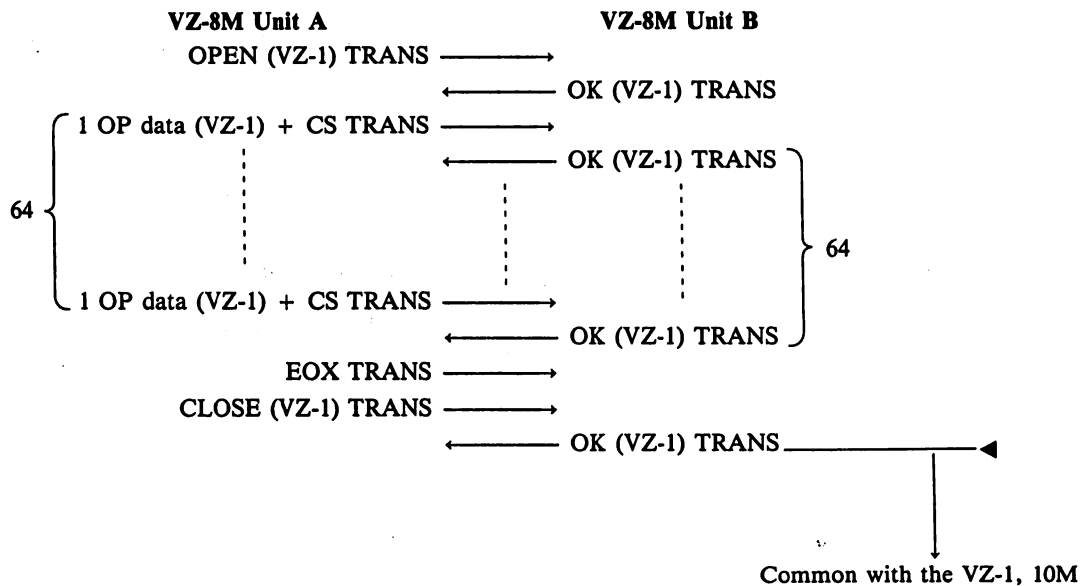 VZ-8M Unit A VZ-8M Unit B
OPEN (VZ-1) TRANS
OK (VZ-1) TRANS
1 OP data (VZ-1) + CS TRANS
OK (VZ-1) TRANS
64
64
1 OP data (VZ-1) + CS TRANS
OK (VZ-1) TRANS
EOX TRANS
CLOSE (VZ-1) TRANS
OK (VZ-1) TRANS
Common with the VZ-1, 10M